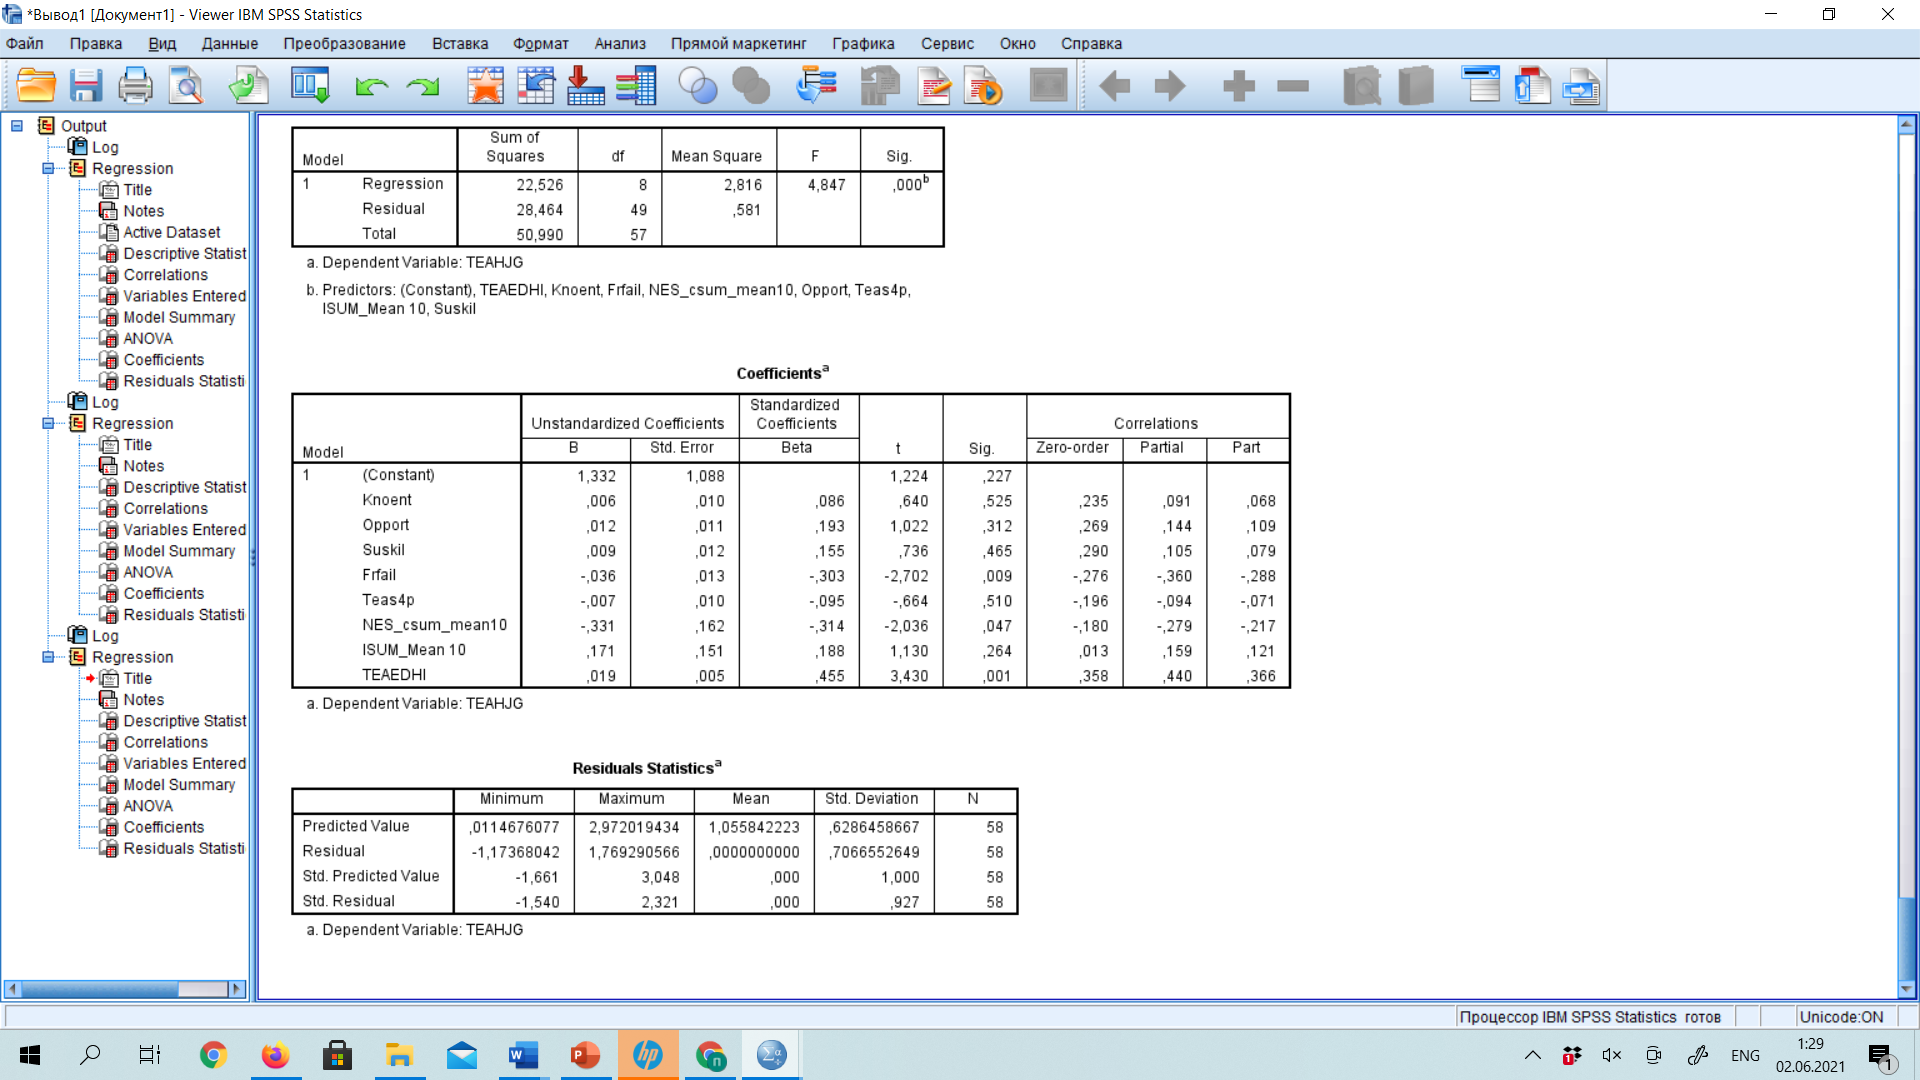 *Вывод1 [Документ1] - Viewer IBM SPSS Statistics
Файл Правка Вид Данные Преобразование Вставка Формат Анализ Прямой маркетинг Графика Сервис Окно Справка
Output
Log
Regression
Title
Notes
Active Dataset
Descriptive Statist
Correlations
Variables Entered
Model Summary
ANOVA
Coefficients
Residuals Statisti
Log
Regression
Title
Notes
Descriptive Statist
Correlations
Variables Entered
Model Summary
ANOVA
Coefficients
Residuals Statisti
Log
Regression
Title
Notes
Descriptive Statist
Correlations
Variables Entered
Model Summary
ANOVA
Coefficients
Residuals Statisti
Model Sum of Squares df Mean Square F Sig.
1 Regression 22,526 8 2,816 4,847 ,000b
Residual 28,464 49 ,581
Total 50,990 57
a. Dependent Variable: TEAHJG
b. Predictors: (Constant), TEAEDHI, Knoent, Frfail, NES_csum_mean10, Opport, Teas4p,
ISUM_Mean 10, Suskil
Coefficientsa
Model Unstandardized Coefficients Standardized Coefficients t Sig. Correlations
B Std. Error Beta Zero-order Partial Part
1 (Constant) 1,332 1,088 1,224 ,227
Knoent ,006 ,010 ,086 ,640 ,525 ,235 ,091 ,068
Opport ,012 ,011 ,193 1,022 ,312 ,269 ,144 ,109
Suskil ,009 ,012 ,155 ,736 ,465 ,290 ,105 ,079
Frfail -,036 ,013 -,303 -2,702 ,009 -,276 -,360 -,288
Teas4p -,007 ,010 -,095 -,664 ,510 -,196 -,094 -,071
NES_csum_mean10 -,331 ,162 -,314 -2,036 ,047 -,180 -,279 -,217
ISUM_Mean 10 ,171 ,151 ,188 1,130 ,264 ,013 ,159 ,121
TEAEDHI ,019 ,005 ,455 3,430 ,001 ,358 ,440 ,366
a. Dependent Variable: TEAHJG
Residuals Statisticsa
Minimum Maximum Mean Std. Deviation N
Predicted Value ,0114676077 2,972019434 1,055842223 ,6286458667 58
Residual -1,17368042 1,769290566 ,0000000000 ,7066552649 58
Std. Predicted Value -1,661 3,048 ,000 1,000 58
Std. Residual -1,540 2,321 ,000 ,927 58
a. Dependent Variable: TEAHJG
Процессор IBM SPSS Statistics готов Unicode:ON
ENG 1:29
02.06.2021
1